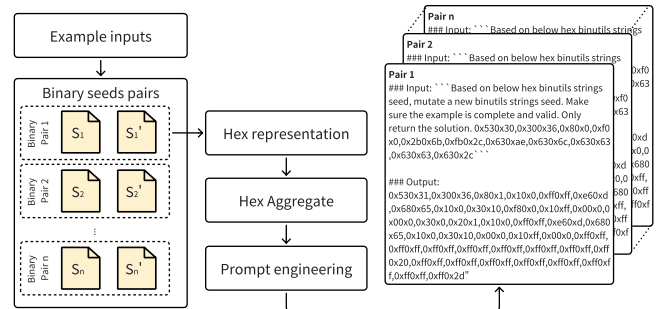 Example inputs
Binary seeds pairs
Binary
Pair 1
S1
S1'
Binary
Pair 2
S2
S2'
...
Binary
Pair n
Sn
Sn'
Hex representation
Hex Aggregate
Prompt engineering
Pair n
### Input: ```Based on below hex binutils strings
Pair 2
### Input: ```Based on below hex binutils strings
Pair 1
### Input: ```Based on below hex binutils strings
seed, mutate a new binutils strings seed. Make
sure the example is complete and valid. Only
return the solution. 0x530x30,0x300x36,0x80x0,0xf0
x0,0x2b0x6b,0xfb0x2c,0x630xae,0x630x6c,0x630x63
,0x630x63,0x630x2c```
### Output:
0x530x31,0x300x36,0x80x1,0x10x0,0xff0xff,0xe60xd
,0x680x65,0x10x0,0x30x10,0xf80x0,0x10xff,0x00x0,0
x00x0,0x30x0,0x20x1,0x10x0,0xff0xff,0xe0xd,0x680
x65,0x10x0,0x30x10,0x00x0,0x10xff,0x00x0,0xff0xff,
0xff0xff,0xff0xff,0xff0xff,0xff0xff,0xff0xff,0xff0xff,0xff
0x20,0xff0xff,0xff0xff,0xff0xff,0xff0xff,0xff0xff,0xff0xf
f,0xff0xff,0xff0x2d"